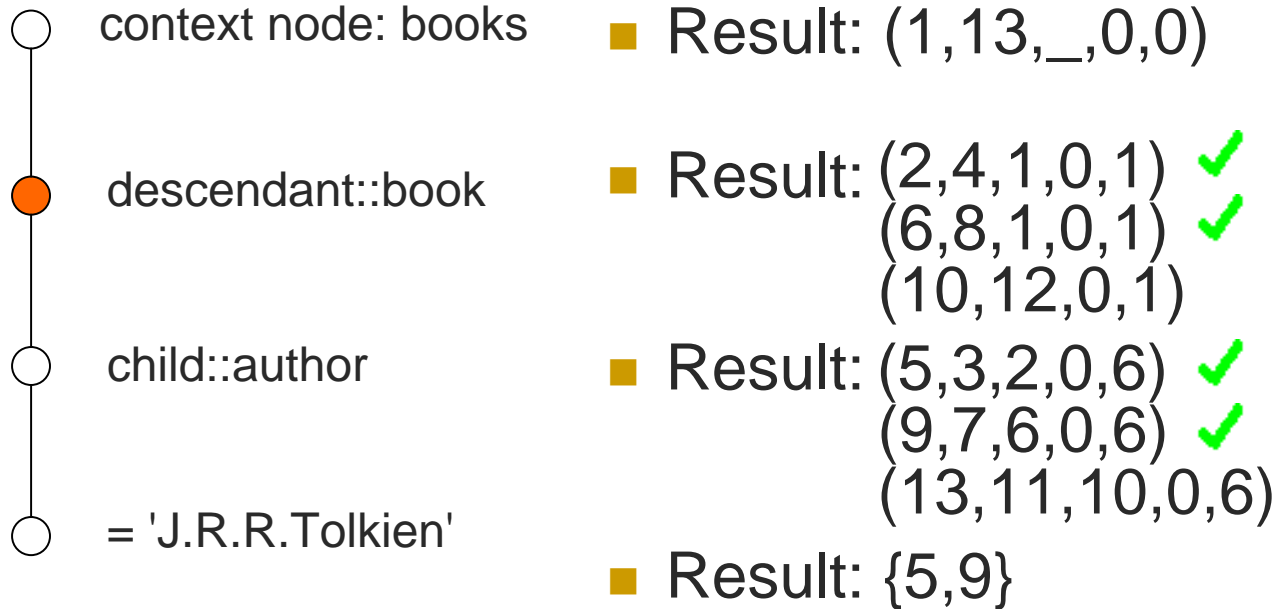 context node: books
Result: (1,13,_,0,0)
descendant::book
Result: (2,4,1,0,1)
(6,8,1,0,1)
(10,12,0,1)
child::author
Result: (5,3,2,0,6)
(9,7,6,0,6)
(13,11,10,0,6)
= 'J.R.R.Tolkien'
Result: {5,9}